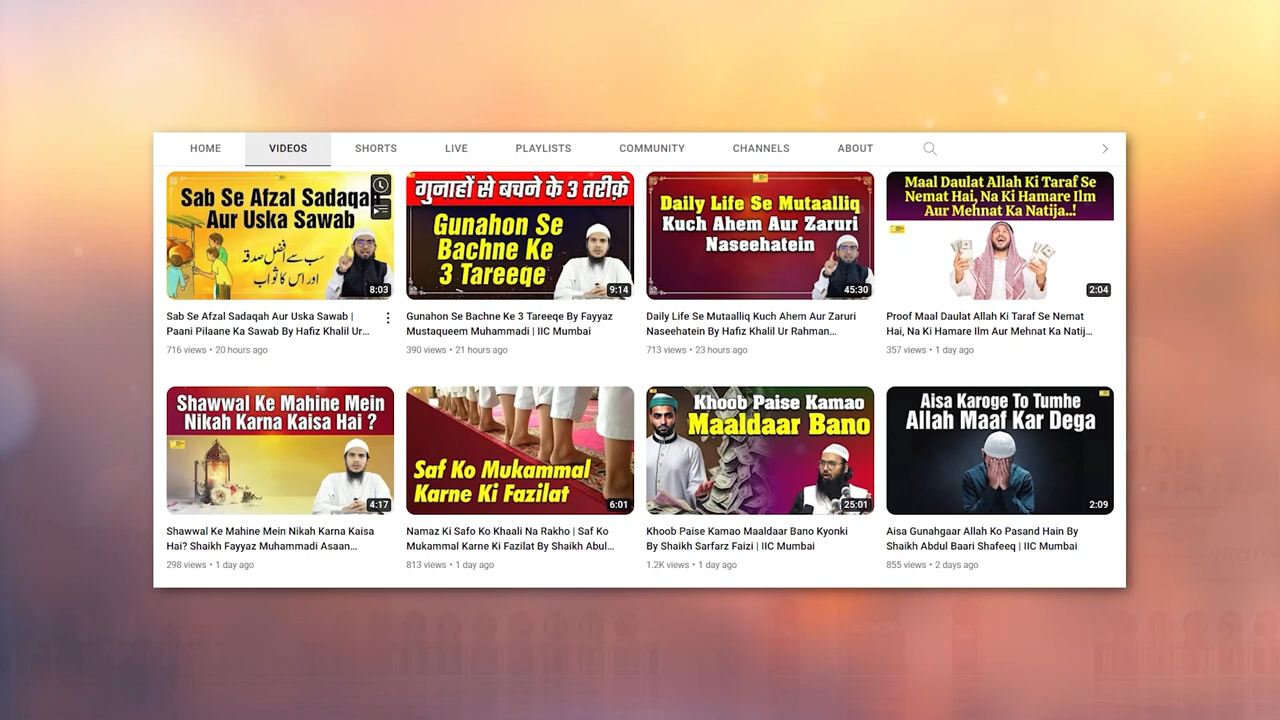 HOME VIDEOS SHORTS LIVE PLAYLISTS COMMUNITY CHANNELS ABOUT
Sab Se Afzal Sadaqah
Aur Uska Sawab
سب سے افضل صدقہ
اور اس کا ثواب
8:03
Sab Se Afzal Sadaqah Aur Uska Sawab |
Paani Pilaane Ka Sawab By Hafiz Khalil Ur...
716 views • 20 hours ago
गुनाहों से बचने के 3 तरीक़े
Gunahon Se
Bachne Ke
3 Tareeqe
9:14
Gunahon Se Bachne Ke 3 Tareeqe By Fayyaz
Mustaqueem Muhammadi | IIC Mumbai
390 views • 21 hours ago
Daily Life Se Mutaalliq
Kuch Ahem Aur Zaruri
Naseehatein
45:30
Daily Life Se Mutaalliq Kuch Ahem Aur Zaruri
Naseehatein By Hafiz Khalil Ur Rahman...
713 views • 23 hours ago
Maal Daulat Allah Ki Taraf Se
Nemat Hai, Na Ki Hamare Ilm
Aur Mehnat Ka Natija..!
2:04
Proof Maal Daulat Allah Ki Taraf Se Nemat
Hai, Na Ki Hamare Ilm Aur Mehnat Ka Natij...
357 views • 1 day ago
Shawwal Ke Mahine Mein
Nikah Karna Kaisa Hai ?
4:17
Shawwal Ke Mahine Mein Nikah Karna Kaisa
Hai? Shaikh Fayyaz Muhammadi Asaan...
298 views • 1 day ago
Saf Ko Mukammal
Karne Ki Fazilat
6:01
Namaz Ki Safo Ko Khaali Na Rakho | Saf Ko
Mukammal Karne Ki Fazilat By Shaikh Abul...
813 views • 1 day ago
Khoob Paise Kamao
Maaldaar Bano
25:01
Khoob Paise Kamao Maaldaar Bano Kyonki
By Shaikh Sarfarz Faizi | IIC Mumbai
1.2K views • 1 day ago
Aisa Karoge To Tumhe
Allah Maaf Kar Dega
2:09
Aisa Gunahgaar Allah Ko Pasand Hain By
Shaikh Abdul Baari Shafeeq | IIC Mumbai
855 views • 2 days ago